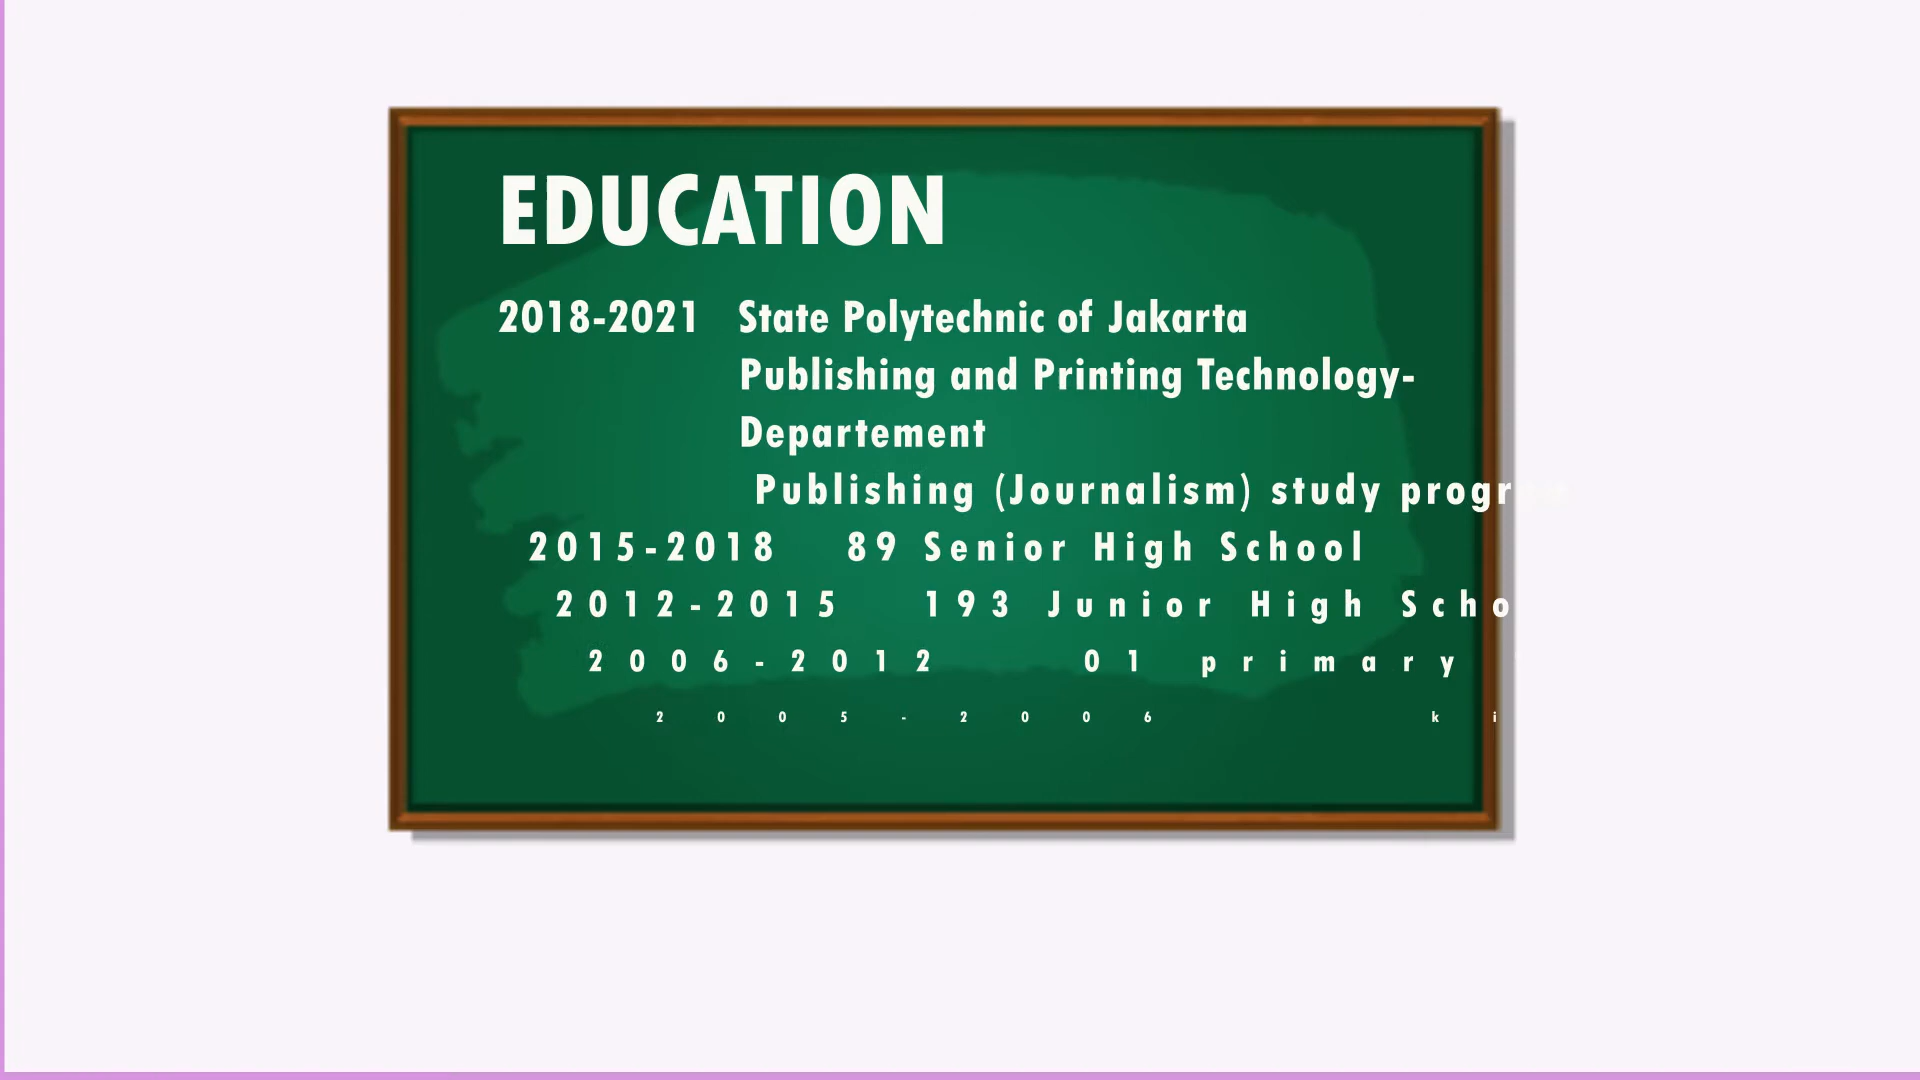 EDUCATION
2018-2021 State Polytechnic of Jakarta
Publishing and Printing Technology-
Departement
Publishing (Journalism) study
2015-2018 89 Senior High School
2012-2015 193 Junior High
2006-2012 01 primary
2005-2006